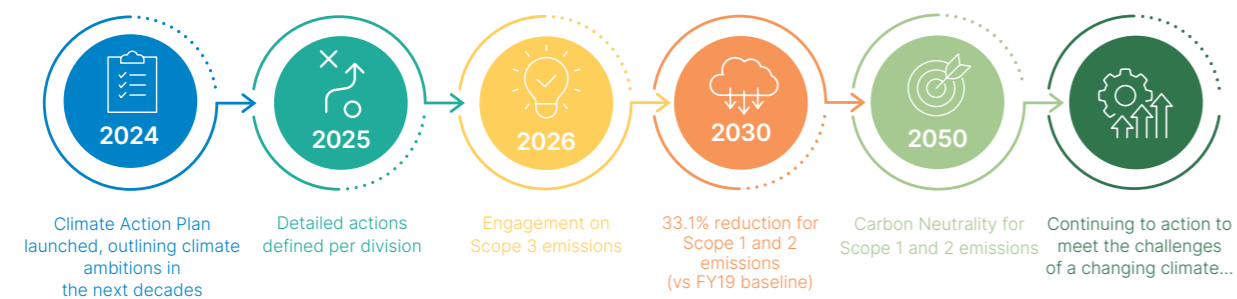 2024
Climate Action Plan
launched, outlining climate
ambitions in
the next decades
2025
Detailed actions
defined per division
2026
Engagement on
Scope 3 emissions
2030
33.1% reduction for
Scope 1 and 2
emissions
(vs FY19 baseline)
2050
Carbon Neutrality for
Scope 1 and 2 emissions
Continuing to action to
meet the challenges
of a changing climate...